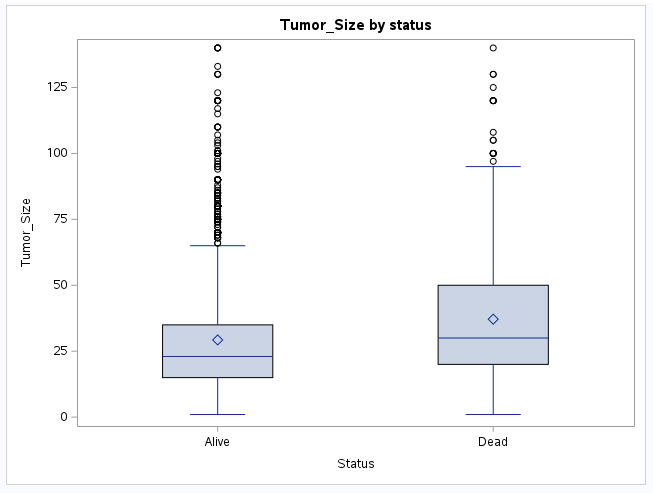 Tumor_Size by status
125
100
75
50
25
0
Tumor_Size
Alive
Dead
Status